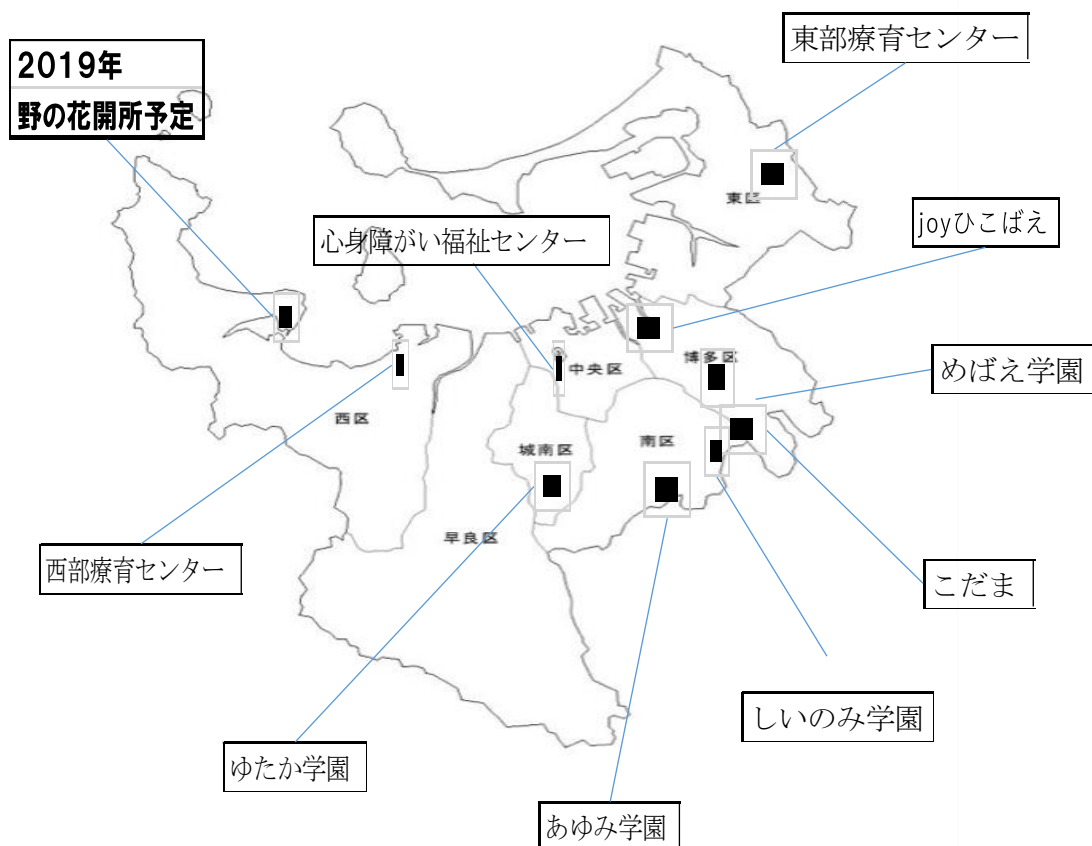 東部療育センター
2019年
野の花開所予定
東区
joyひこばえ
心身障がい福祉センター
博多区
めばえ学園
中央区
西区
城南区
南区
早良区
西部療育センター
こだま
しいのみ学園
ゆたか学園
あゆみ学園